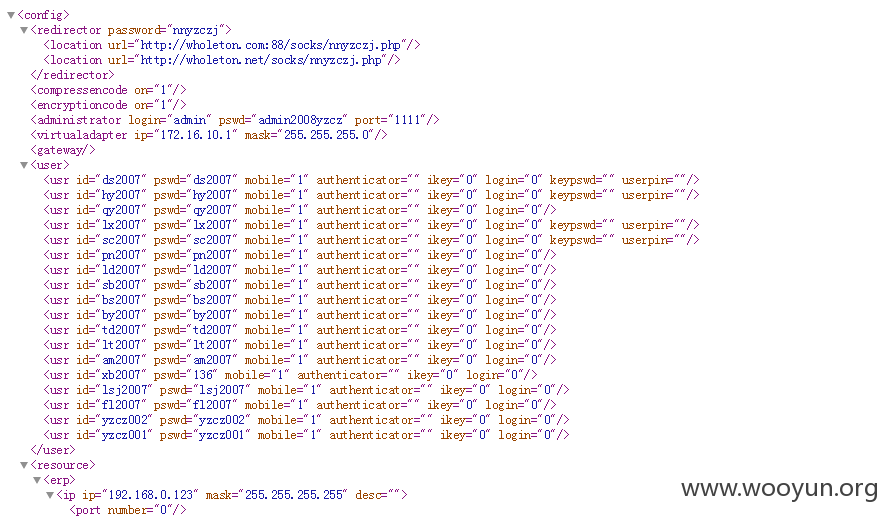 ▼<config>
▼<redirector password="nnyzczj">
<location url="http://wholeton.com:88/socks/nnyzczj.php"/>
<location url="http://wholeton.net/socks/nnyzczj.php"/>
</redirector>
<compressencode on="1"/>
<encryptioncode on="1"/>
<administrator login="admin" pswd="admin2008yzcz" port="1111"/>
<virtualadapter ip="172.16.10.1" mask="255.255.255.0"/>
<gateway/>
▼<user>
<usr id="ds2007" pswd="ds2007" mobile="1" authenticator="" ikey="0" login="0" keypswd="" userpin=""/>
<usr id="hy2007" pswd="hy2007" mobile="1" authenticator="" ikey="0" login="0" keypswd="" userpin=""/>
<usr id="qy2007" pswd="qy2007" mobile="1" authenticator="" ikey="0" login="0"/>
<usr id="lx2007" pswd="lx2007" mobile="1" authenticator="" ikey="0" login="0" keypswd="" userpin=""/>
<usr id="sc2007" pswd="sc2007" mobile="1" authenticator="" ikey="0" login="0" keypswd="" userpin=""/>
<usr id="pn2007" pswd="pn2007" mobile="1" authenticator="" ikey="0" login="0"/>
<usr id="ld2007" pswd="ld2007" mobile="1" authenticator="" ikey="0" login="0"/>
<usr id="sb2007" pswd="sb2007" mobile="1" authenticator="" ikey="0" login="0"/>
<usr id="bs2007" pswd="bs2007" mobile="1" authenticator="" ikey="0" login="0"/>
<usr id="by2007" pswd="by2007" mobile="1" authenticator="" ikey="0" login="0"/>
<usr id="td2007" pswd="td2007" mobile="1" authenticator="" ikey="0" login="0"/>
<usr id="lt2007" pswd="lt2007" mobile="1" authenticator="" ikey="0" login="0"/>
<usr id="am2007" pswd="am2007" mobile="1" authenticator="" ikey="0" login="0"/>
<usr id="xb2007" pswd="136" mobile="1" authenticator="" ikey="0" login="0"/>
<usr id="lsj2007" pswd="lsj2007" mobile="1" authenticator="" ikey="0" login="0"/>
<usr id="fl2007" pswd="fl2007" mobile="1" authenticator="" ikey="0" login="0"/>
<usr id="yzcz002" pswd="yzcz002" mobile="1" authenticator="" ikey="0" login="0"/>
<usr id="yzcz001" pswd="yzcz001" mobile="1" authenticator="" ikey="0" login="0"/>
</user>
▼<resource>
▼<erp>
▼<ip ip="192.168.0.123" mask="255.255.255.255" desc="">
<port number="0"/>
www.wooyun.org